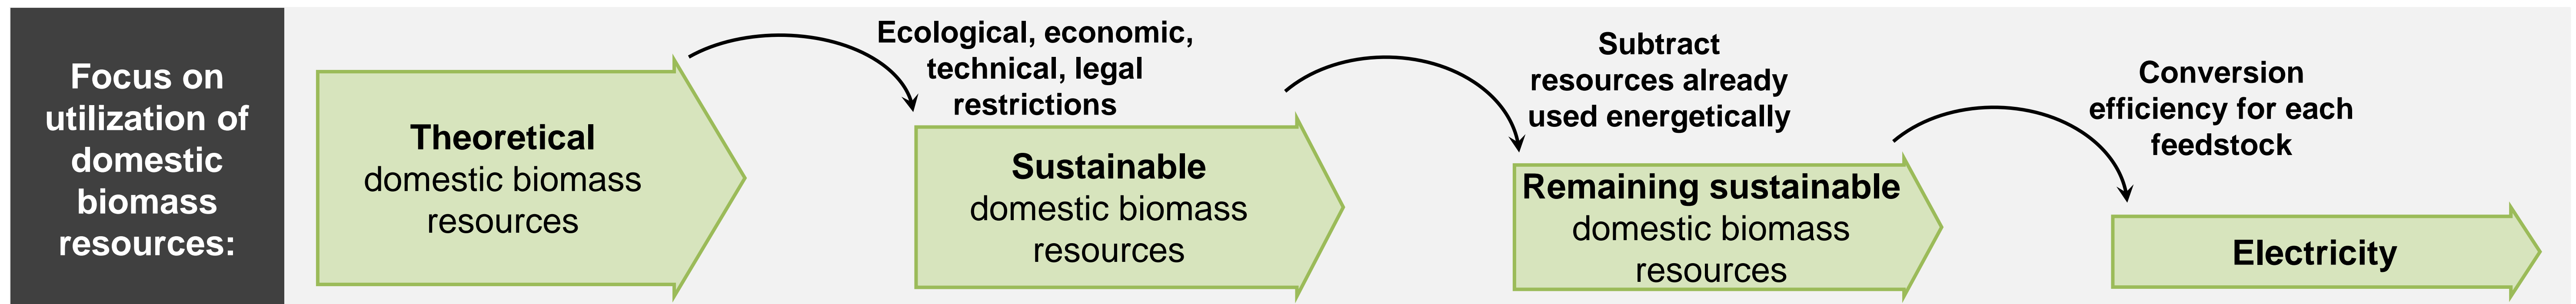 Focus on
utilization of
domestic
biomass
resources:
Theoretical
domestic biomass
resources
Ecological, economic,
technical, legal
restrictions
Sustainable
domestic biomass
resources
Subtract
resources already
used energetically
Remaining sustainable
domestic biomass
resources
Conversion
efficiency for each
feedstock
Electricity